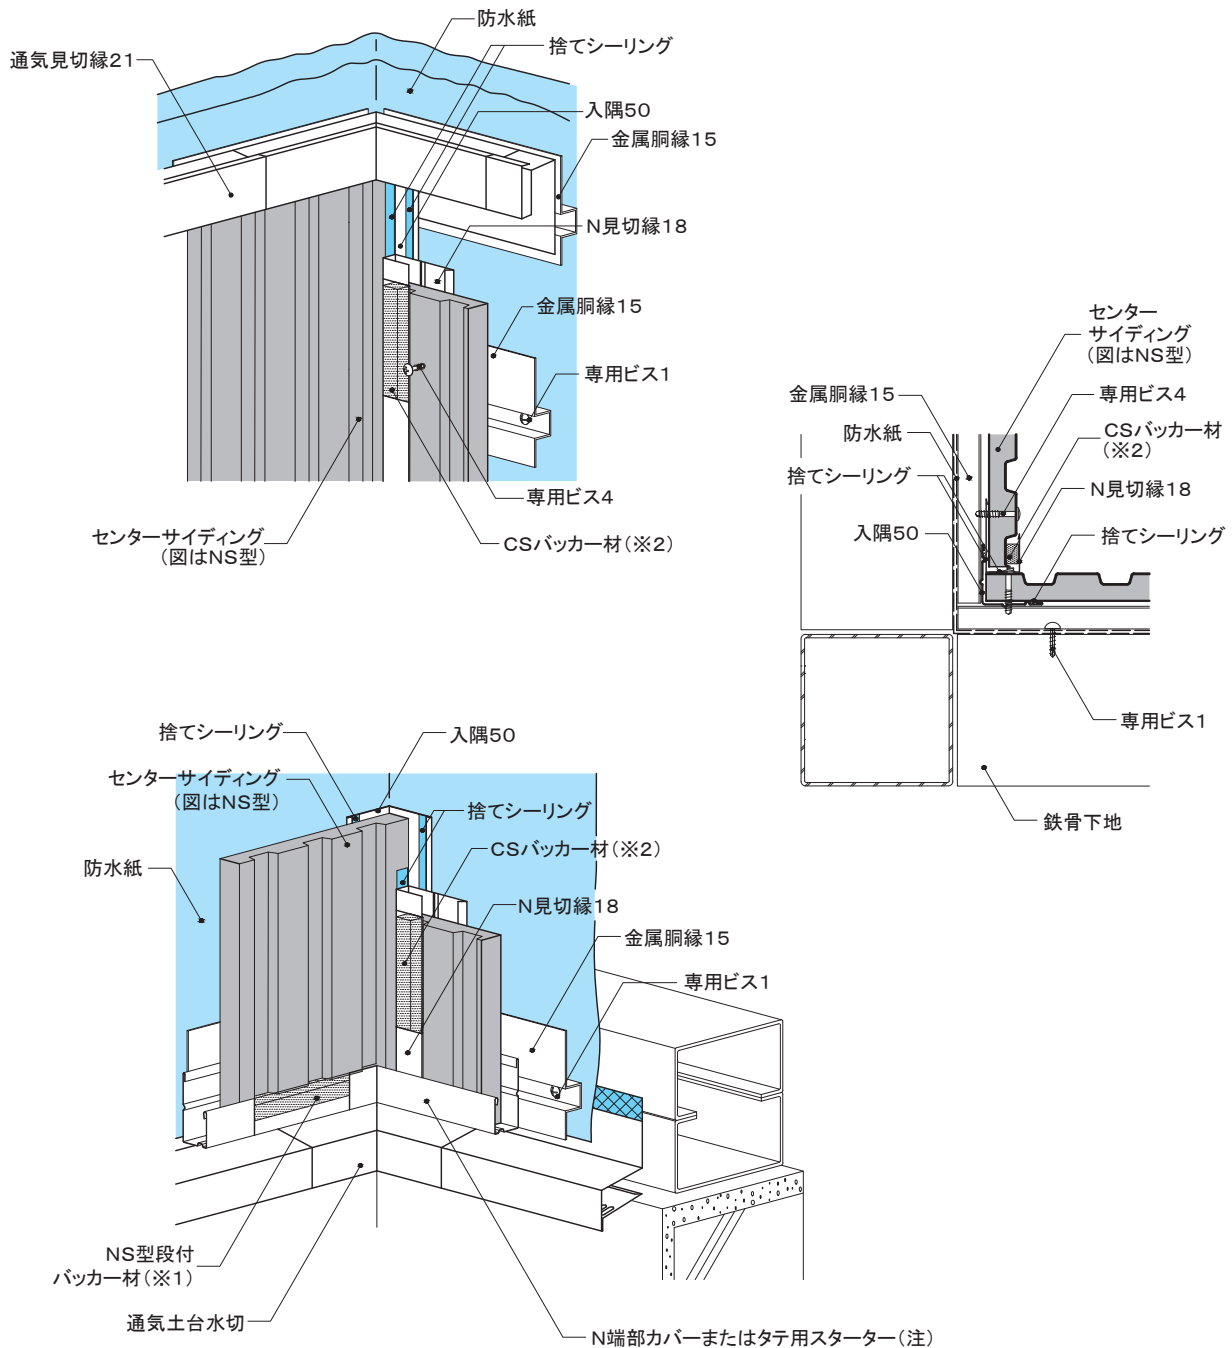 防水紙
捨てシーリング
通気見切縁21
入隅50
金属胴縁15
N見切縁18
金属胴縁15
専用ビス1
専用ビス4
センターサイディング
(図はNS型)
CSバッカー材(※2)
センター
サイディング
(図はNS型)
金属胴縁15
専用ビス4
防水紙
CSバッカー材
(※2)
捨てシーリング
N見切縁18
入隅50
捨てシーリング
専用ビス1
鉄骨下地
捨てシーリング
入隅50
センターサイディング
(図はNS型)
捨てシーリング
CSバッカー材(※2)
防水紙
N見切縁18
金属胴縁15
専用ビス1
NS型段付
バッカー材(※1)
通気土台水切
N端部カバーまたはタテ用スターター(注)